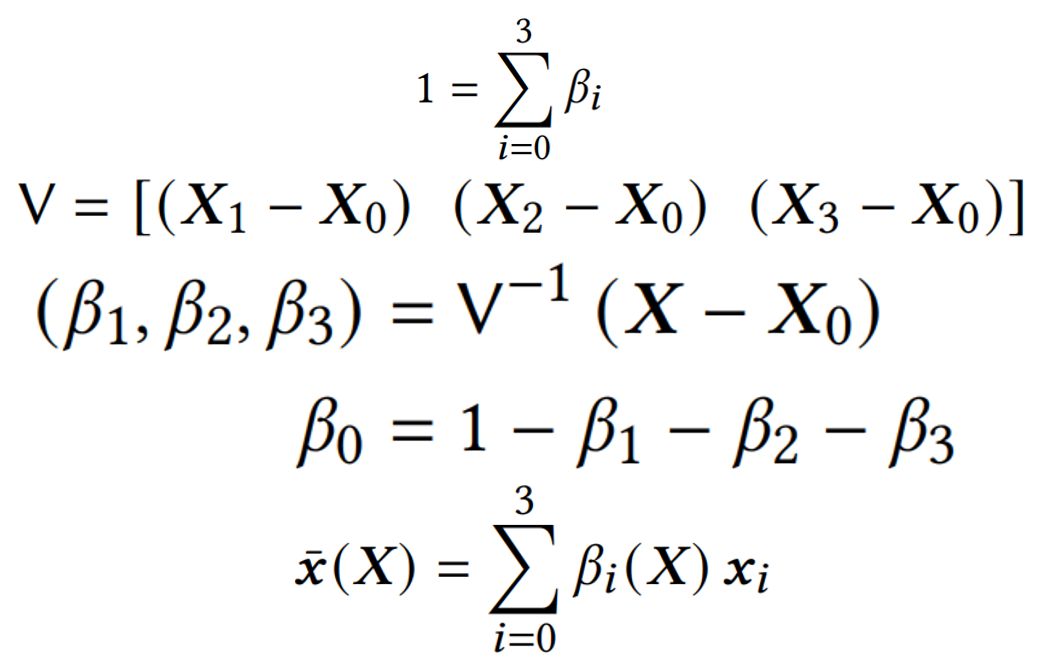 1 = ∑_{i=0}^{3} β_i
V = [(X_1 − X_0) (X_2 − X_0) (X_3 − X_0)]
(β_1, β_2, β_3) = V^{−1} (X − X_0)
β_0 = 1 − β_1 − β_2 − β_3
x̄(X) = ∑_{i=0}^{3} β_i(X) x_i